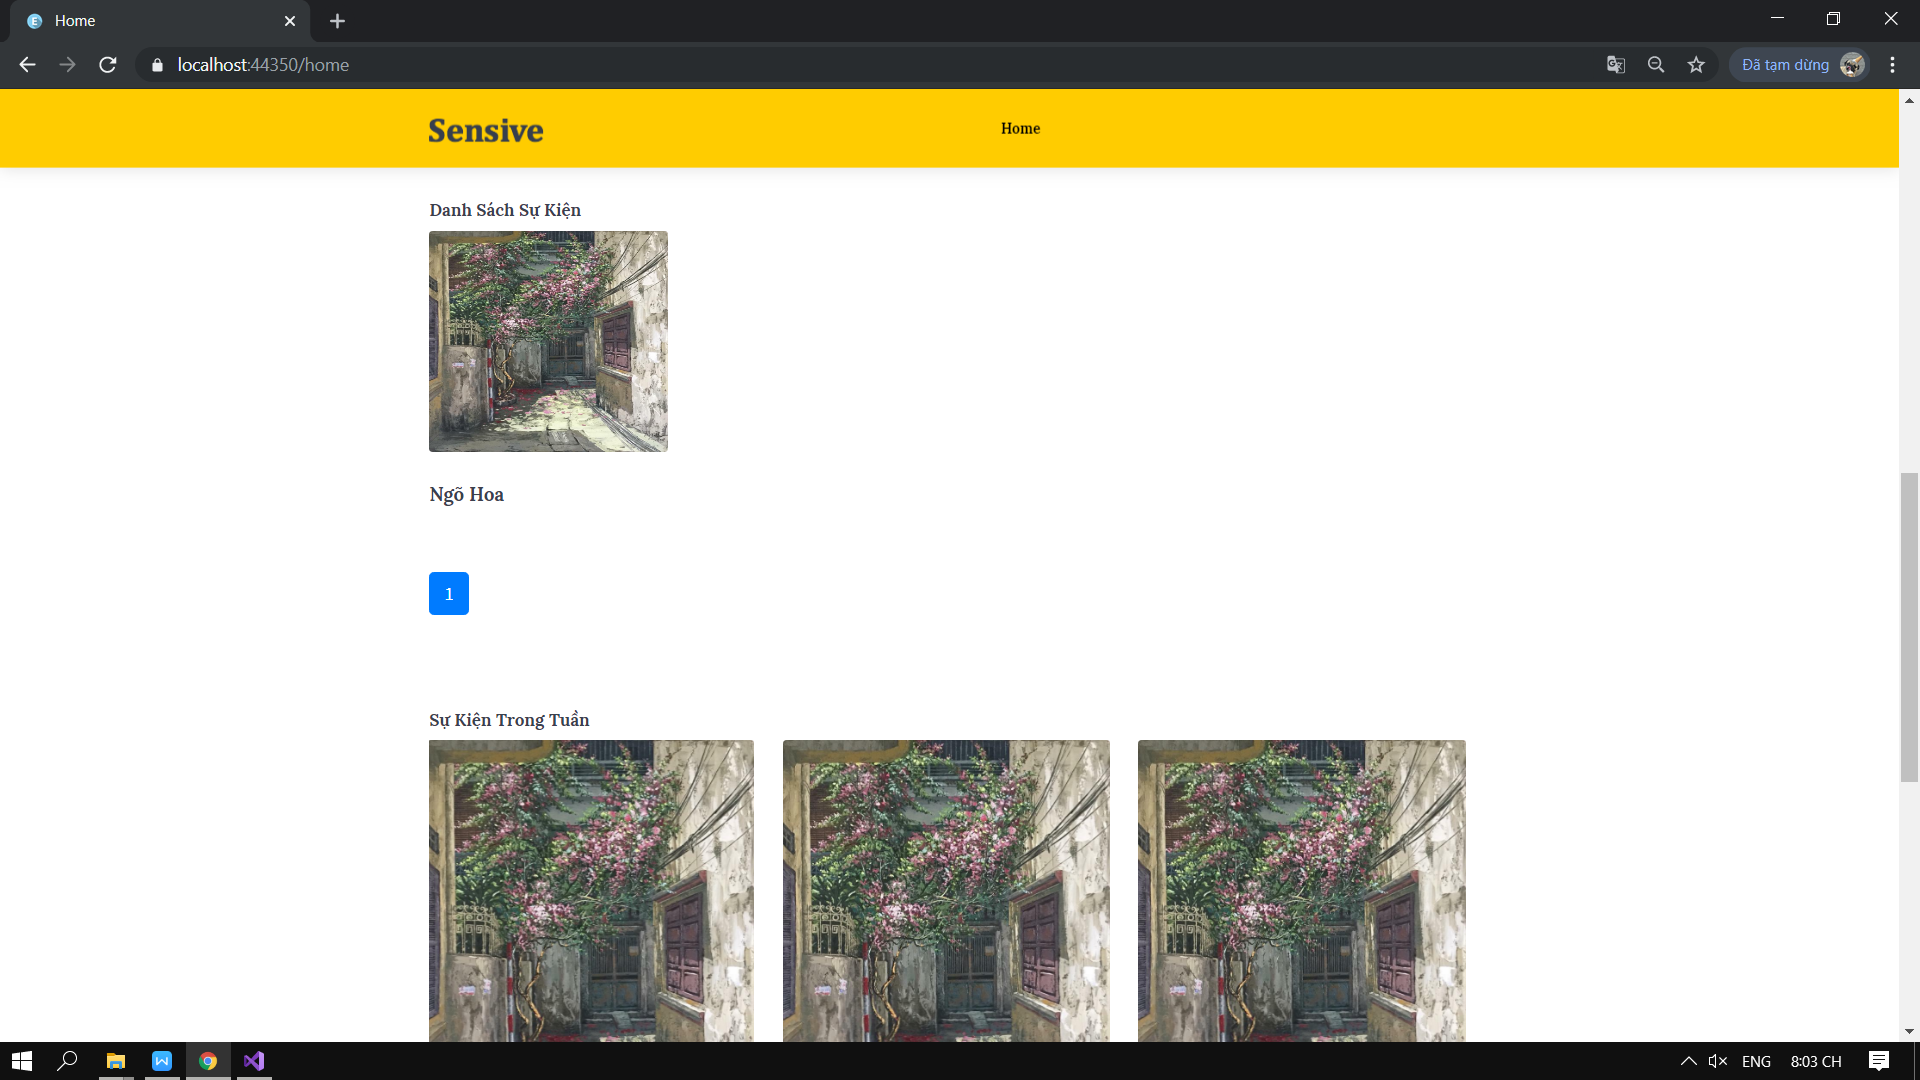 Home
localhost:44350/home
Đã tạm dừng
Sensive
Home
Danh Sách Sự Kiện
Ngõ Hoa
1
Sự Kiện Trong Tuần
ENG
8:03 CH